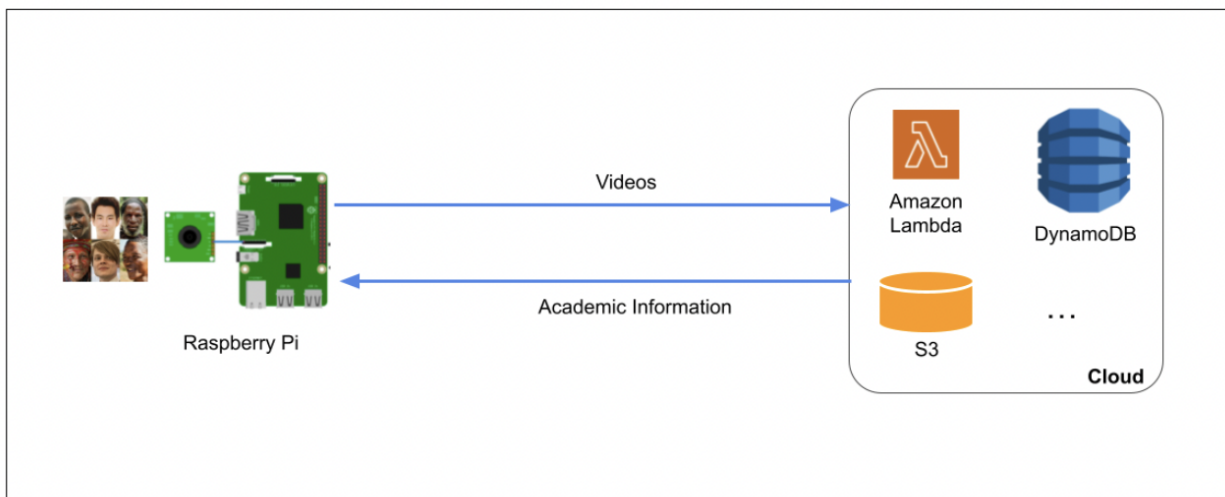 Videos
Amazon
Lambda
DynamoDB
Academic Information
Raspberry Pi
S3
...
Cloud